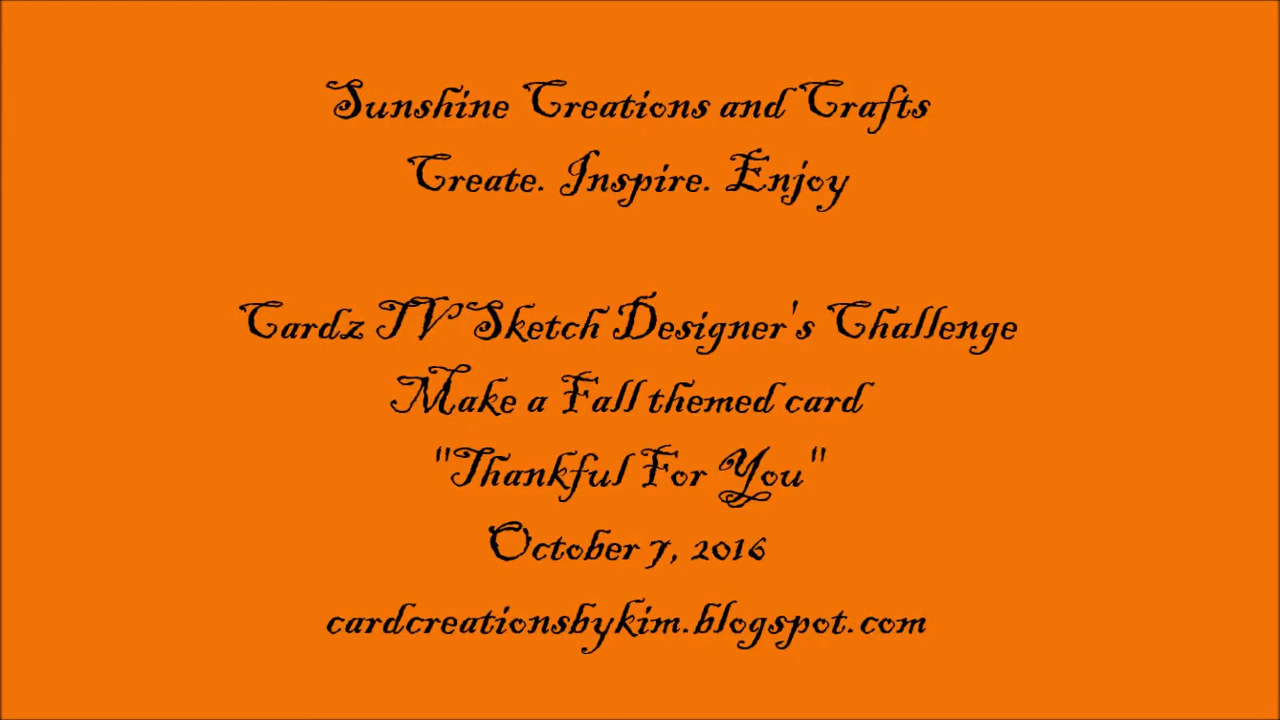 Sunshine Creations and Crafts
Create. Inspire. Enjoy
Cardz TV Sketch Designer's Challenge
Make a Fall themed card
"Thankful For You"
October 7, 2016
cardcreationsbykim.blogspot.com